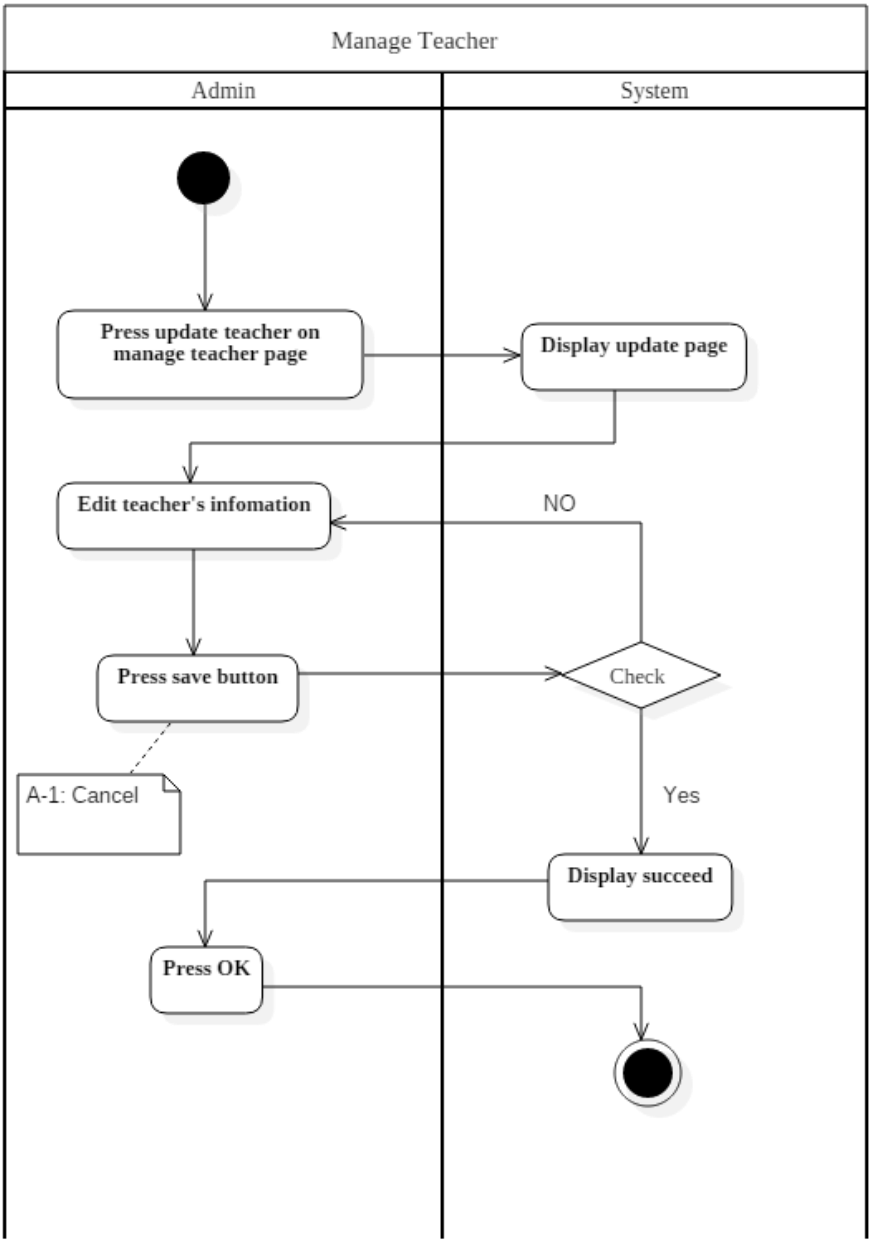 Manage Teacher
Admin
System
Press update teacher on
manage teacher page
Display update page
Edit teacher's infomation
NO
Press save button
Check
A-1: Cancel
Yes
Display succeed
Press OK